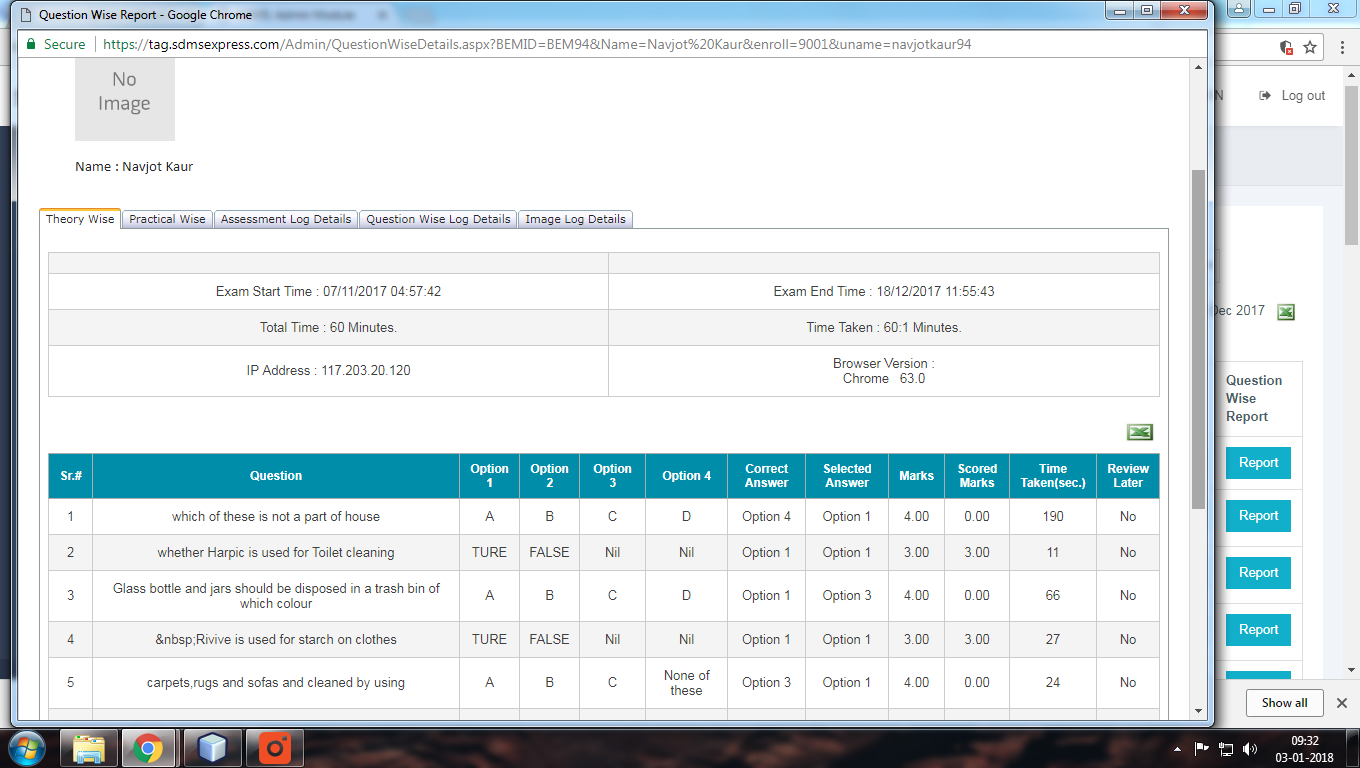 Question Wise Report - Google Chrome
Secure https://tag.sdmsexpress.com/Admin/QuestionWiseDetails.aspx?BEMID=BEM94&Name=Navjot%20Kaur&enroll=9001&uname=navjotkaur94
No
Image
N Log out
Name : Navjot Kaur
Theory Wise Practical Wise Assessment Log Details Question Wise Log Details Image Log Details
Exam Start Time : 07/11/2017 04:57:42 Exam End Time : 18/12/2017 11:55:43
Total Time : 60 Minutes. Time Taken : 60:1 Minutes.
IP Address : 117.203.20.120 Browser Version :
Chrome 63.0
Dec 2017
Question
Wise
Report
Sr.# Question Option 1 Option 2 Option 3 Option 4 Correct Answer Selected Answer Marks Scored Marks Time Taken(sec.) Review Later
1 which of these is not a part of house A B C D Option 4 Option 1 4.00 0.00 190 No
2 whether Harpic is used for Toilet cleaning TURE FALSE Nil Nil Option 1 Option 1 3.00 3.00 11 No
3 Glass bottle and jars should be disposed in a trash bin of
which colour A B C D Option 1 Option 3 4.00 0.00 66 No
4 &nbsp;Rivive is used for starch on clothes TURE FALSE Nil Nil Option 1 Option 1 3.00 3.00 27 No
5 carpets,rugs and sofas and cleaned by using A B C None of these Option 3 Option 1 4.00 0.00 24 No
Report
Report
Report
Report
Show all
09:32
03-01-2018